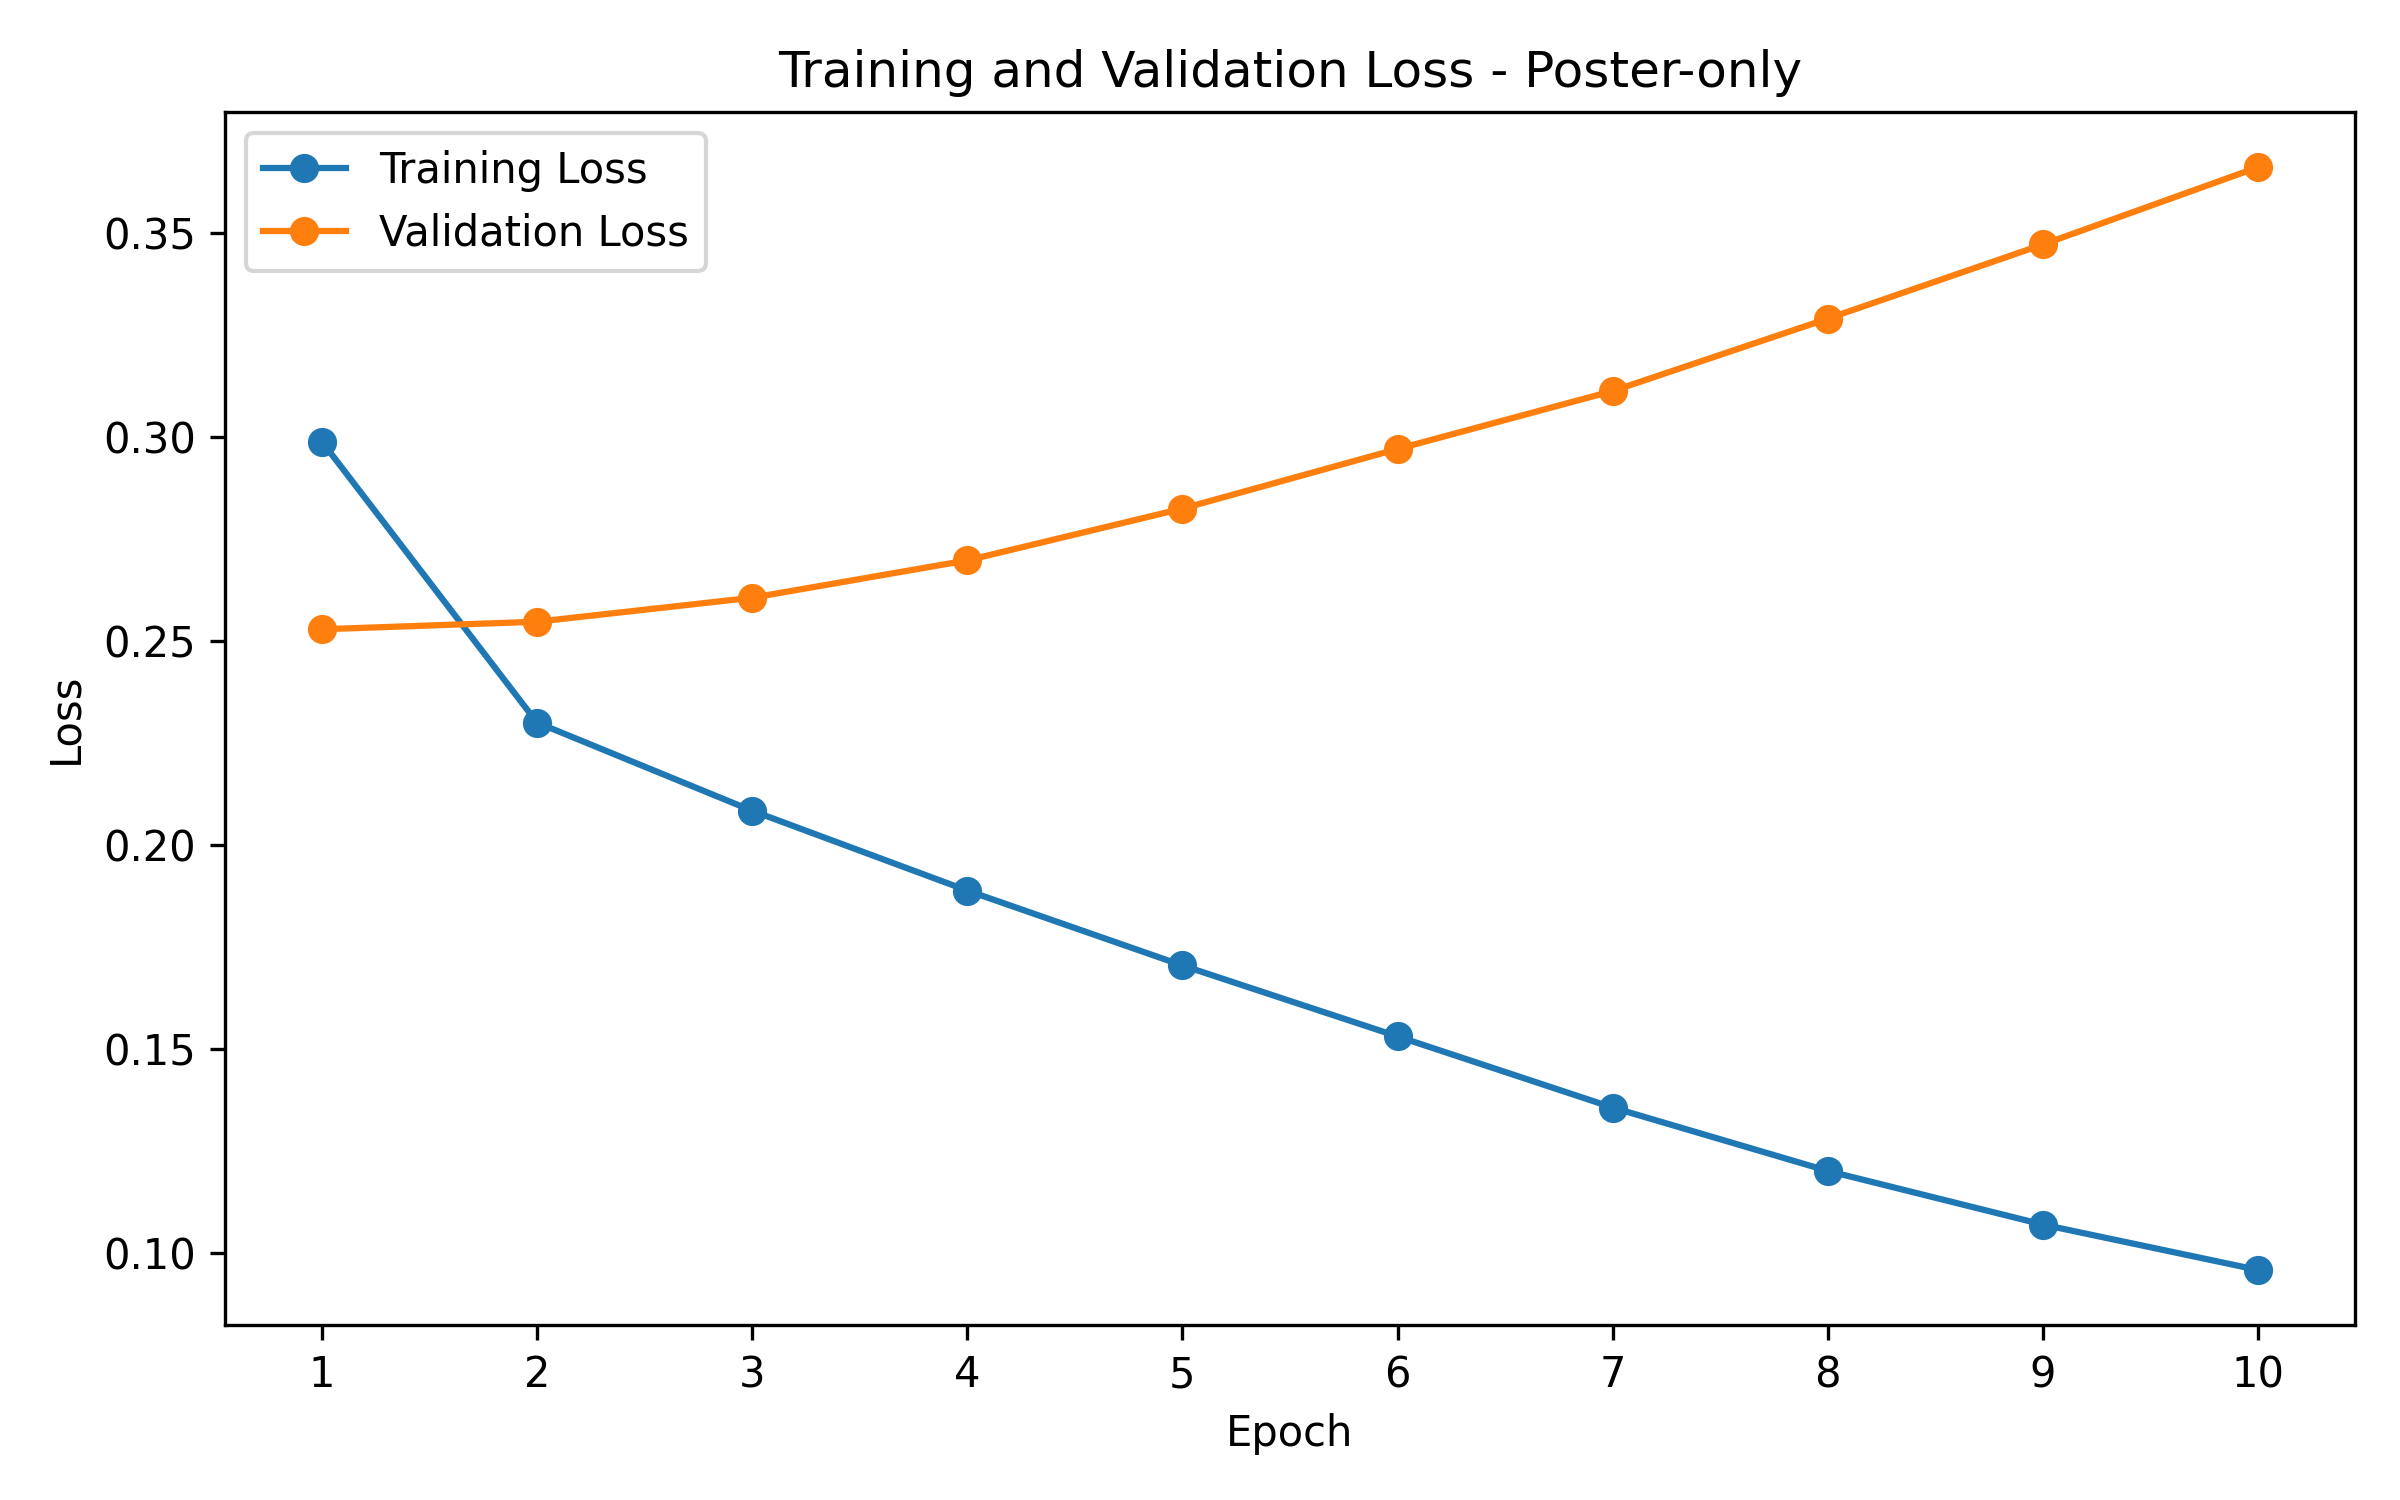 Training and Validation Loss - Poster-only
Training Loss
Validation Loss
0.35
0.30
0.25
0.20
0.15
0.10
Loss
1 2 3 4 5 6 7 8 9 10
Epoch